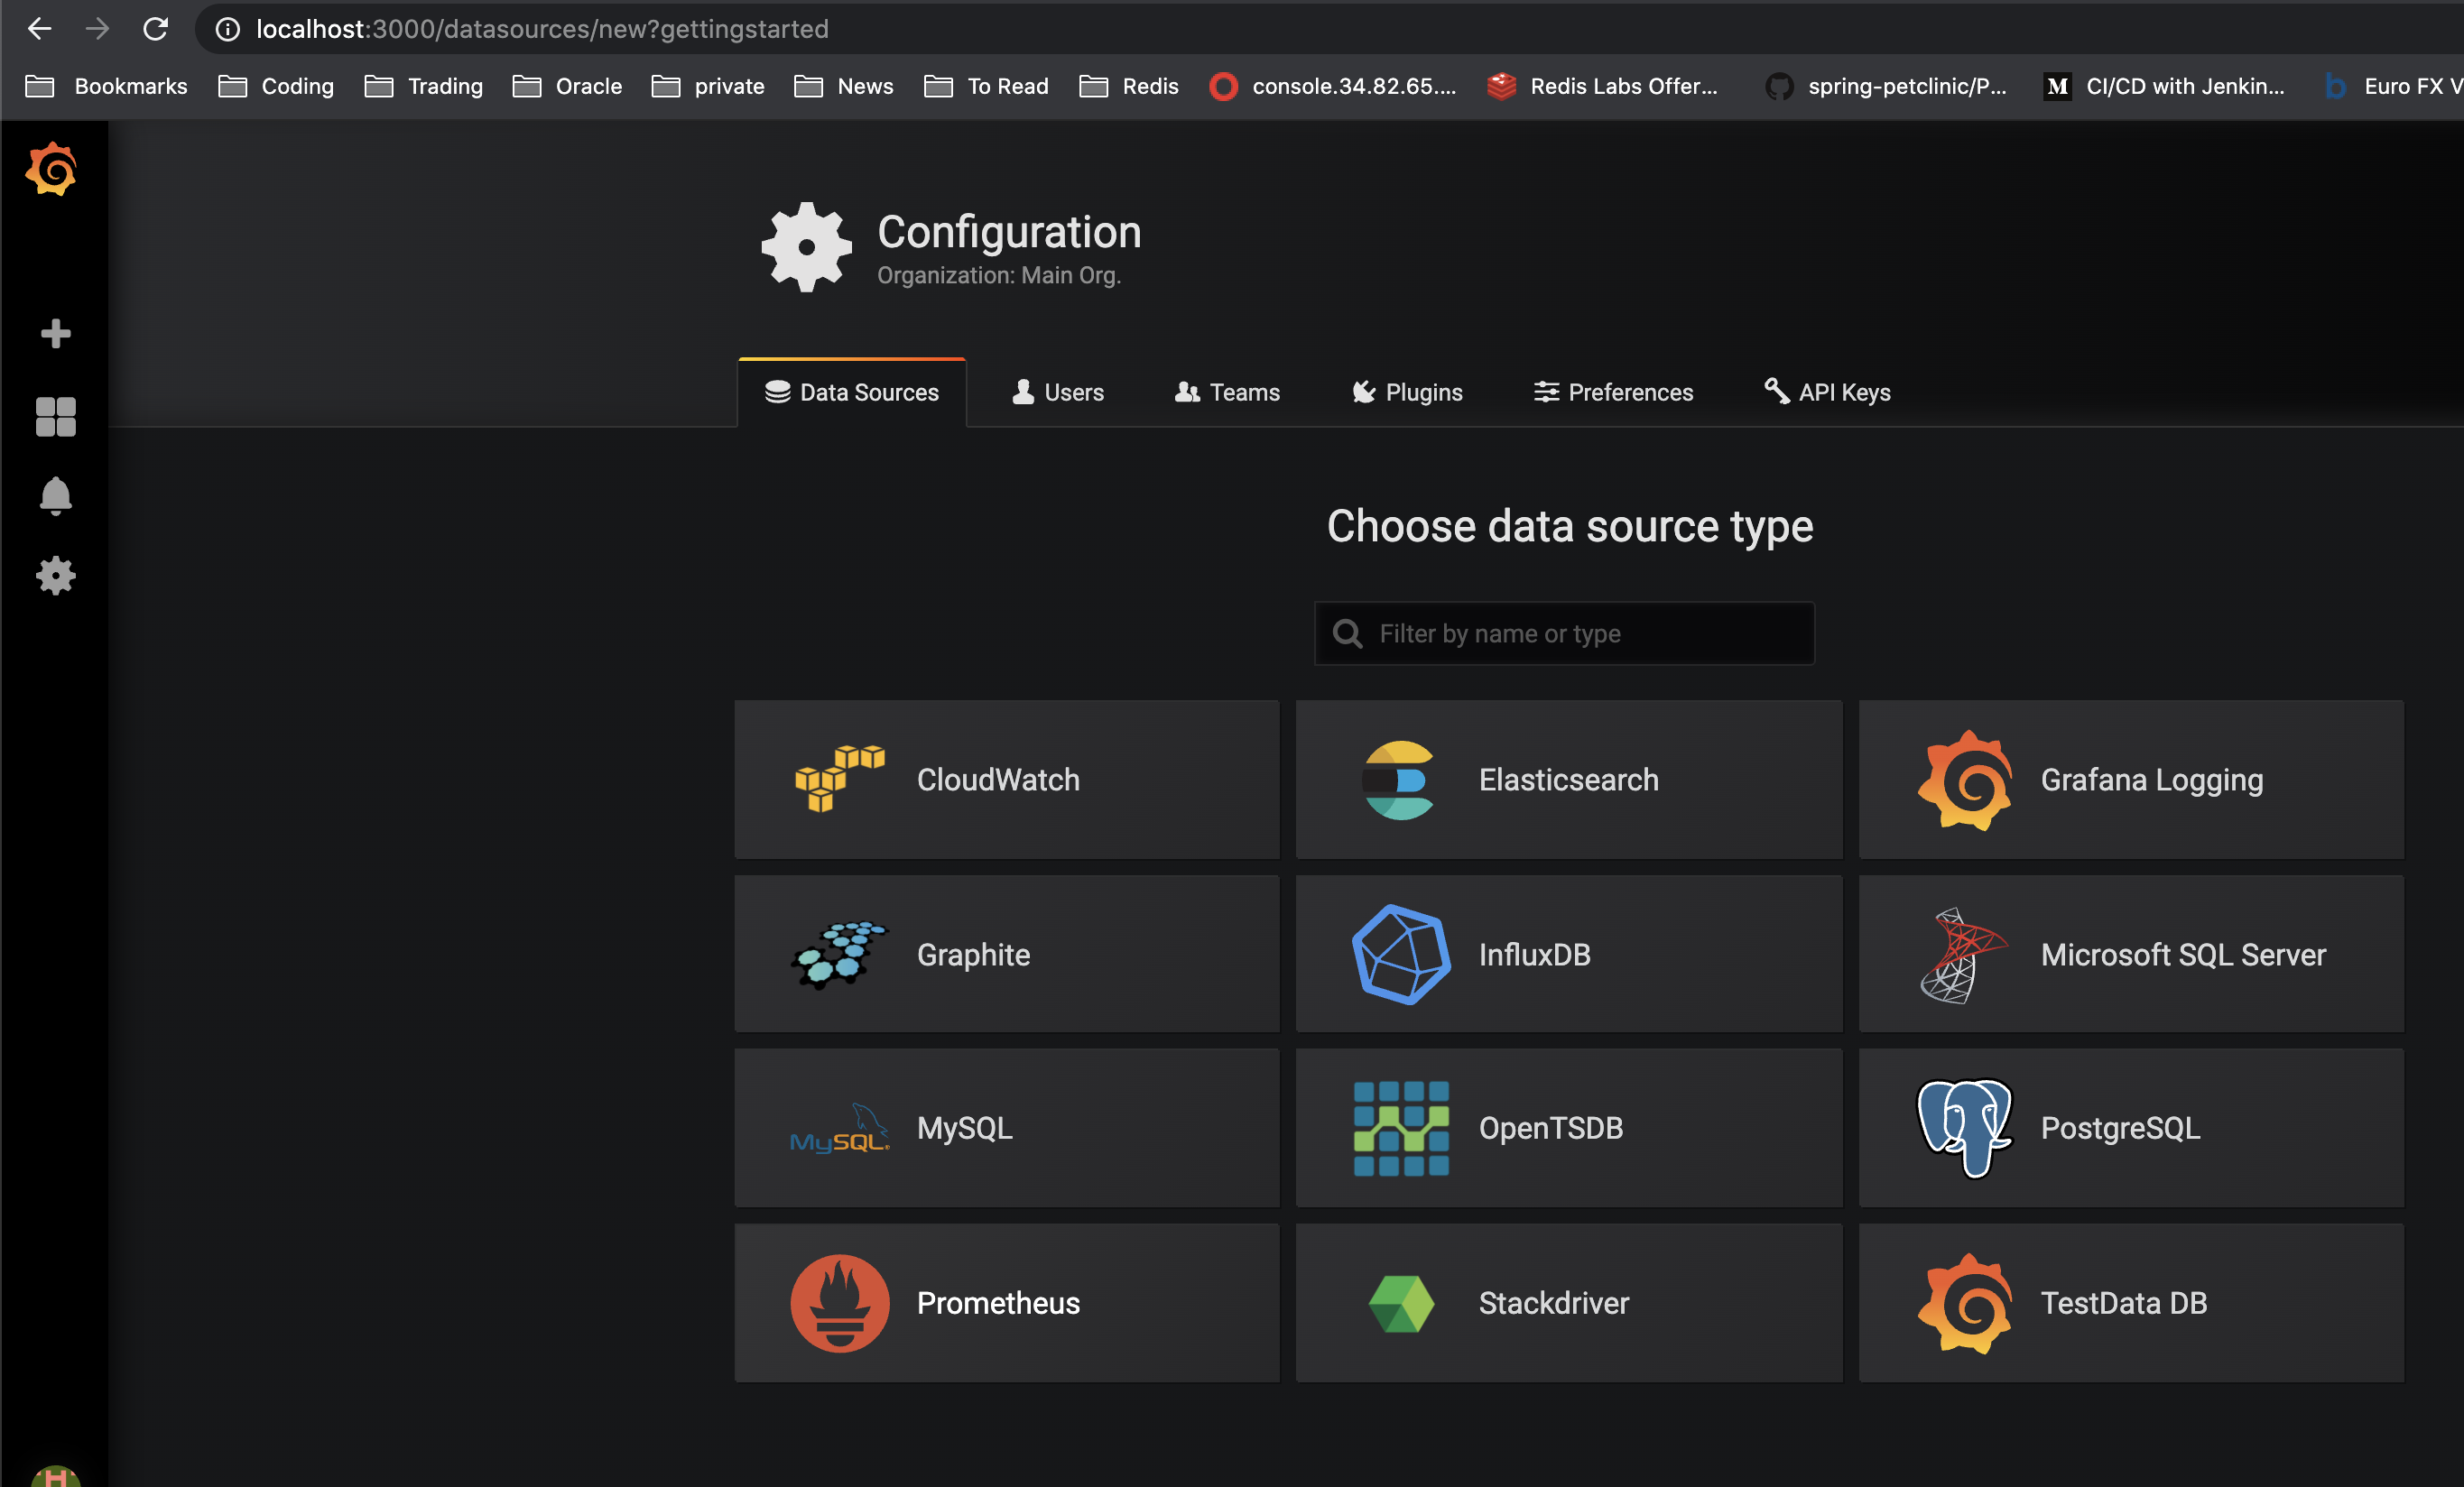 localhost:3000/datasources/new?gettingstarted
Bookmarks Coding Trading Oracle private News To Read Redis console.34.82.65.... Redis Labs Offer... spring-petclinic/P... M CI/CD with Jenkin... b Euro FX V
Configuration
Organization: Main Org.
Data Sources Users Teams Plugins Preferences API Keys
Choose data source type
Filter by name or type
CloudWatch Elasticsearch Grafana Logging
Graphite InfluxDB Microsoft SQL Server
MySQL MySQL OpenTSDB PostgreSQL
Prometheus Stackdriver TestData DB